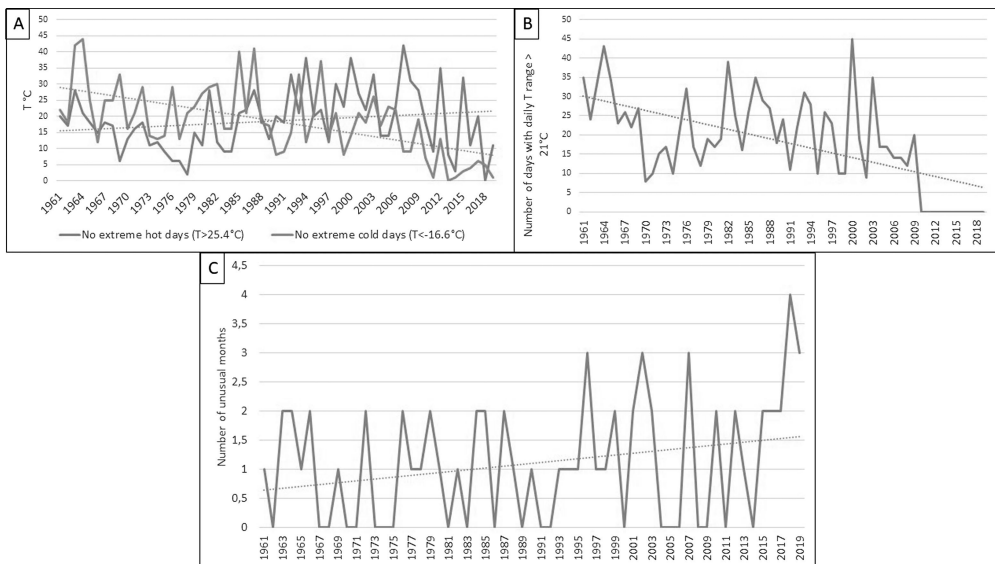 A
T °C
50
45
40
35
30
25
20
15
10
5
0
1961 1964 1967 1970 1973 1976 1979 1982 1985 1988 1991 1994 1997 2000 2003 2006 2009 2012 2015 2018
No extreme hot days (T>25.4°C)
No extreme cold days (T<-16.6°C)
B
Number of days with daily T range >
21°C
50
45
40
35
30
25
20
15
10
5
0
1961 1964 1967 1970 1973 1976 1979 1982 1985 1988 1991 1994 1997 2000 2003 2006 2009 2012 2015 2018
C
Number of unusual months
4,5
4
3,5
3
2,5
2
1,5
1
0,5
0
1961 1963 1965 1967 1969 1971 1973 1975 1977 1979 1981 1983 1985 1987 1989 1991 1993 1995 1997 1999 2001 2003 2005 2007 2009 2011 2013 2015 2017 2019